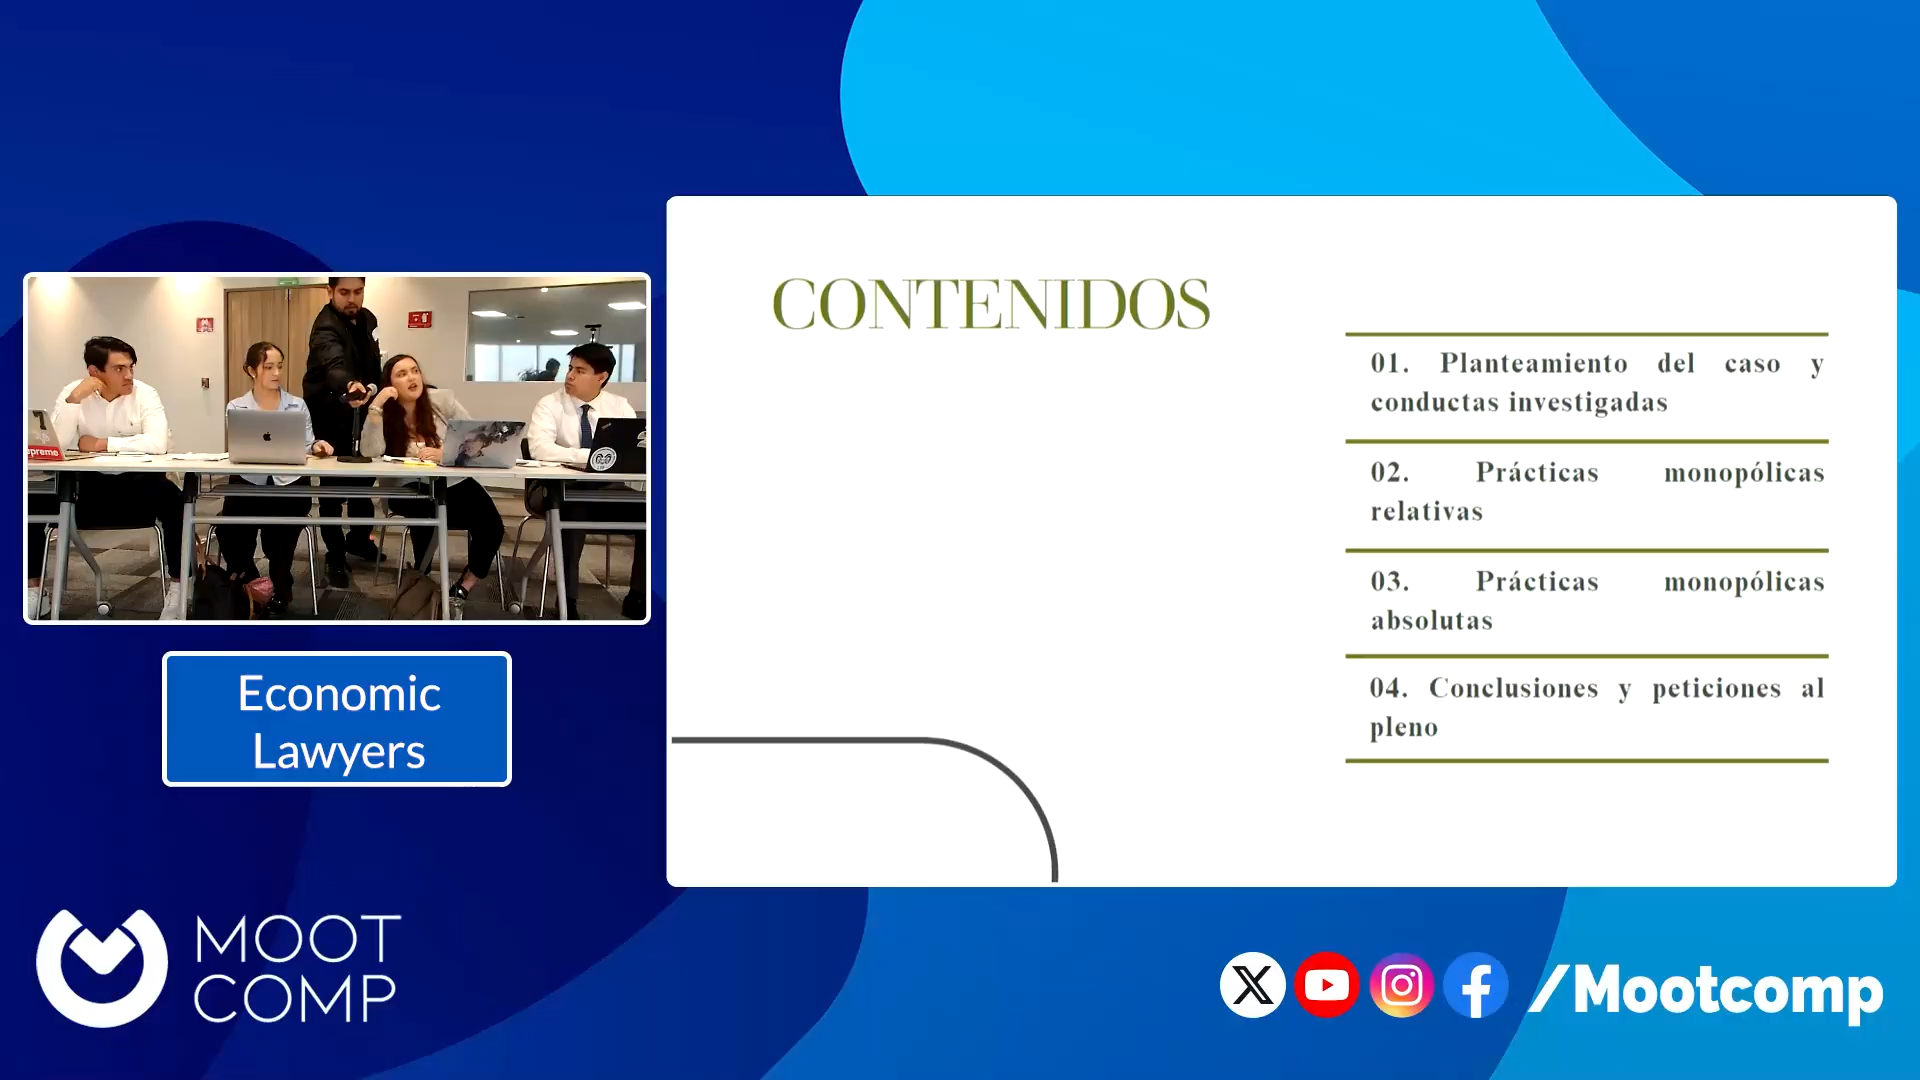 CONTENIDOS
01. Planteamiento del caso y
conductas investigadas
02. Prácticas monopólicas
relativas
03. Prácticas monopólicas
absolutas
04. Conclusiones y peticiones al
pleno
preme
Economic
Lawyers
MOOT
COMP
/Mootcomp